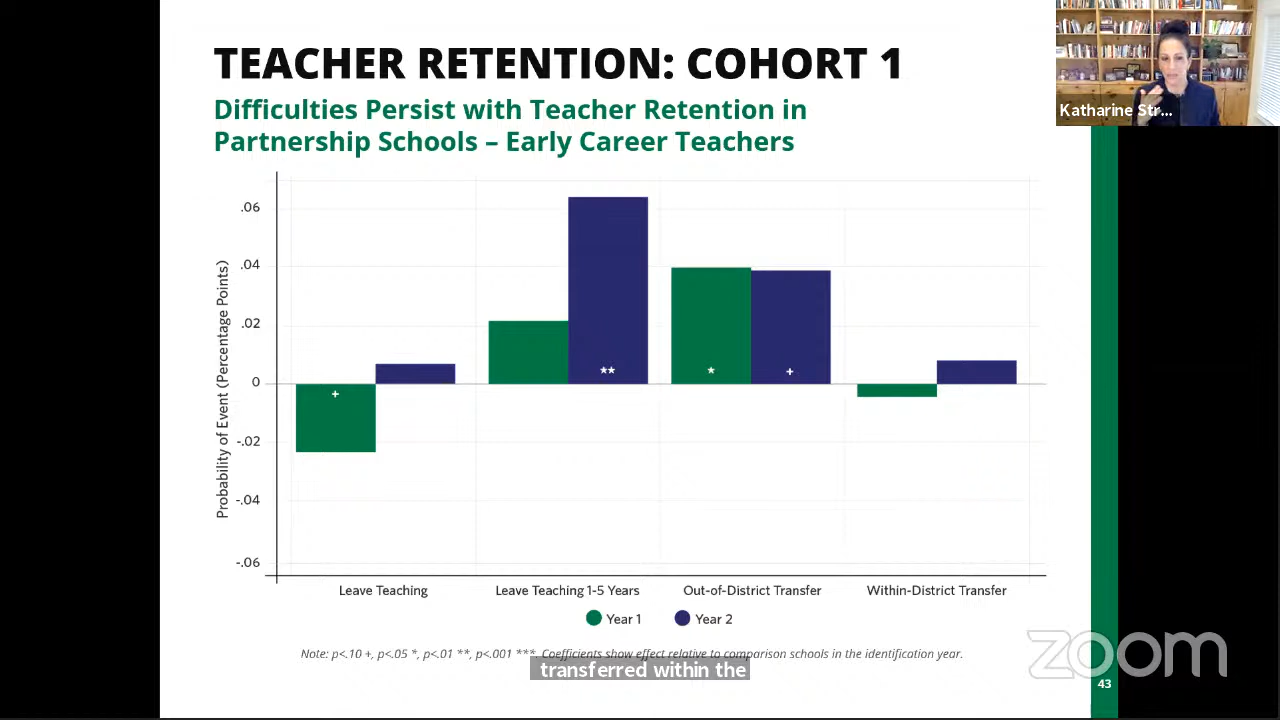 TEACHER RETENTION: COHORT 1
Difficulties Persist with Teacher Retention in
Partnership Schools – Early Career Teachers
Katharine Str...
Probability of Event (Percentage Points)
.06
.04
.02
0
-.02
-.04
-.06
+
**
*
+
Leave Teaching
Leave Teaching 1-5 Years
Out-of-District Transfer
Within-District Transfer
Year 1
Year 2
Note: p<.10 +, p<.05 *, p<.01 **, p<.001 ***. Coefficients show effect relative to comparison schools in the identification year.
transferred within the
zoom
43